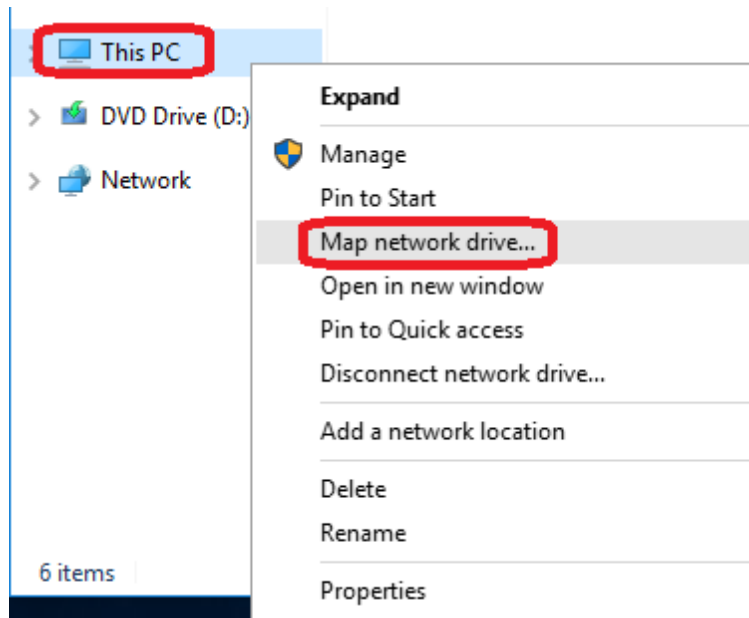 This PC
DVD Drive (D:)
Network
6 items
Expand
Manage
Pin to Start
Map network drive...
Open in new window
Pin to Quick access
Disconnect network drive...
Add a network location
Delete
Rename
Properties